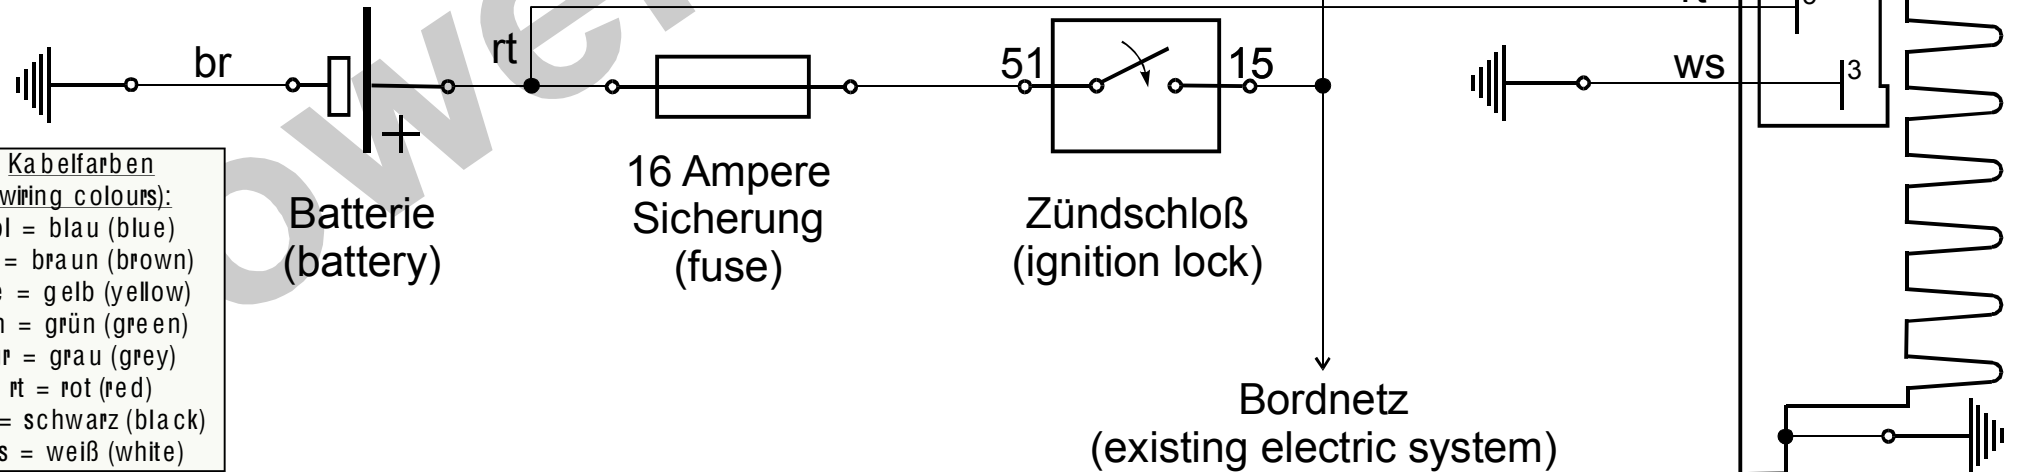 br
rt
51
15
ws
3
16 Ampere
Sicherung
(fuse)
Batterie
(battery)
Zündschloß
(ignition lock)
Bordnetz
(existing electric system)
Kabelfarben
wiring colours):
= blau (blue)
= braun (brown)
= gelb (yellow)
= grün (green)
= grau (grey)
rt = rot (red)
= schwarz (black)
= weiß (white)
+